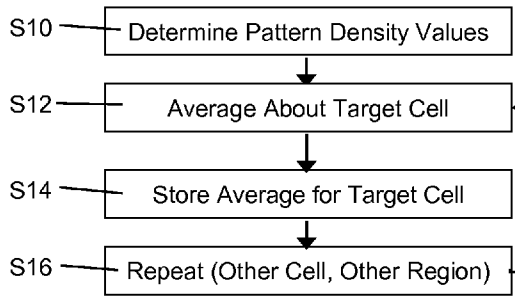 S10 Determine Pattern Density Values
S12 Average About Target Cell
S14 Store Average for Target Cell
S16 Repeat (Other Cell, Other Region)